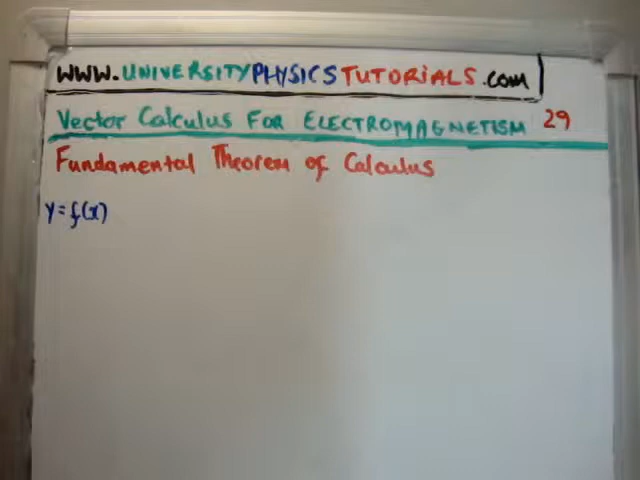 WWW.UNIVERSITYPHYSICSTUTORIALS.COM
Vector Calculus FOR ELECTROMAGNETISM 29
Fundamental Theorem of Calculus
y=f(x)